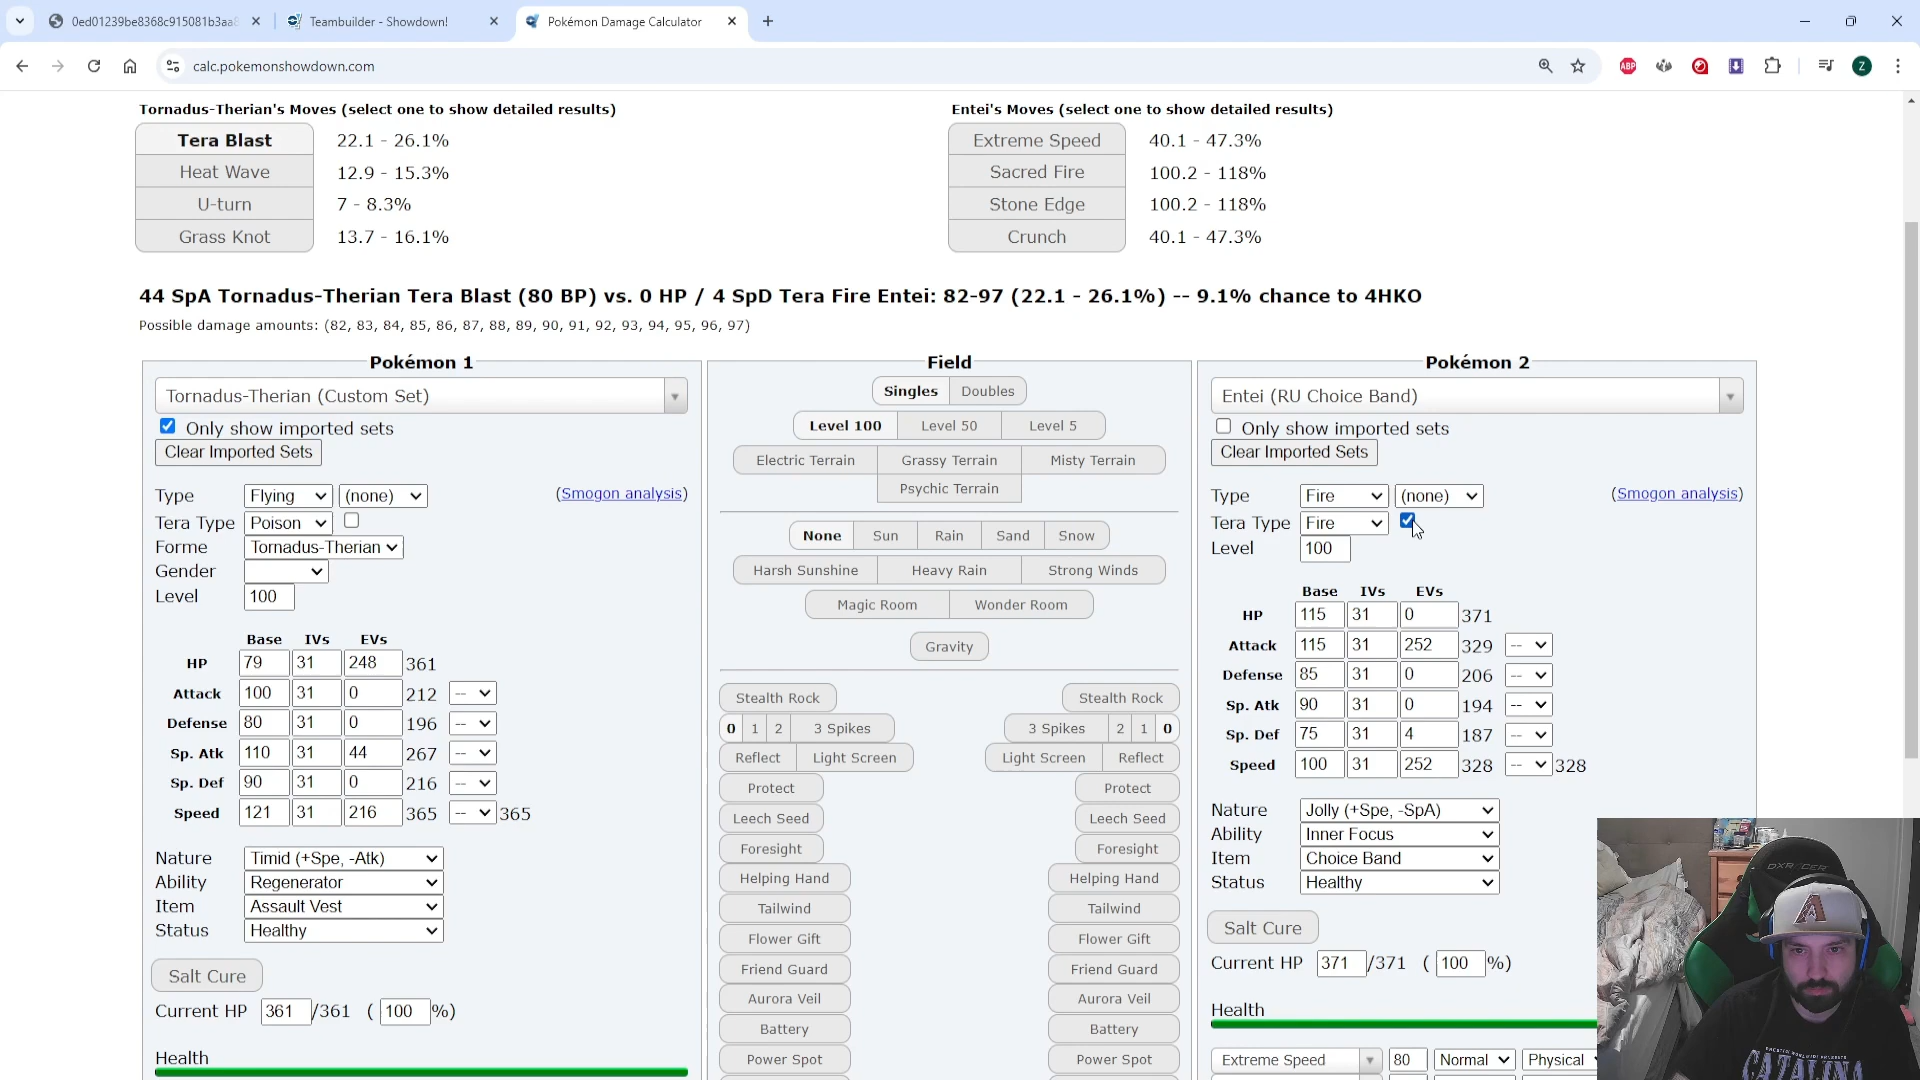 0ed01239be8368c915081b3aa8
Teambuilder - Showdown!
Pokémon Damage Calculator
calc.pokemonshowdown.com
ABP
Z
Tornadus-Therian's Moves (select one to show detailed results)
Entei's Moves (select one to show detailed results)
Tera Blast 22.1 - 26.1%
Extreme Speed 40.1 - 47.3%
Heat Wave 12.9 - 15.3%
Sacred Fire 100.2 - 118%
U-turn 7 - 8.3%
Stone Edge 100.2 - 118%
Grass Knot 13.7 - 16.1%
Crunch 40.1 - 47.3%
44 SpA Tornadus-Therian Tera Blast (80 BP) vs. 0 HP / 4 SpD Tera Fire Entei: 82-97 (22.1 - 26.1%) -- 9.1% chance to 4HKO
Possible damage amounts: (82, 83, 84, 85, 86, 87, 88, 89, 90, 91, 92, 93, 94, 95, 96, 97)
Pokémon 1
Tornadus-Therian (Custom Set)
Only show imported sets
Clear Imported Sets
Type Flying (none) (Smogon analysis)
Tera Type Poison
Forme Tornadus-Therian
Gender
Level 100
Base IVs EVs
HP 79 31 248 361
Attack 100 31 0 212 --
Defense 80 31 0 196 --
Sp. Atk 110 31 44 267 --
Sp. Def 90 31 0 216 --
Speed 121 31 216 365 -- 365
Nature Timid (+Spe, -Atk)
Ability Regenerator
Item Assault Vest
Status Healthy
Salt Cure
Current HP 361 /361 ( 100 %)
Health
Field
Singles Doubles
Level 100 Level 50 Level 5
Electric Terrain Grassy Terrain Misty Terrain
Psychic Terrain
None Sun Rain Sand Snow
Harsh Sunshine Heavy Rain Strong Winds
Magic Room Wonder Room
Gravity
Stealth Rock Stealth Rock
0 1 2 3 Spikes 3 Spikes 2 1 0
Reflect Light Screen Light Screen Reflect
Protect Protect
Leech Seed Leech Seed
Foresight Foresight
Helping Hand Helping Hand
Tailwind Tailwind
Flower Gift Flower Gift
Friend Guard Friend Guard
Aurora Veil Aurora Veil
Battery Battery
Power Spot Power Spot
Pokémon 2
Entei (RU Choice Band)
Only show imported sets
Clear Imported Sets
Type Fire (none) (Smogon analysis)
Tera Type Fire
Level 100
Base IVs EVs
HP 115 31 0 371
Attack 115 31 252 329 --
Defense 85 31 0 206 --
Sp. Atk 90 31 0 194 --
Sp. Def 75 31 4 187 --
Speed 100 31 252 328 -- 328
Nature Jolly (+Spe, -SpA)
Ability Inner Focus
Item Choice Band
Status Healthy
Salt Cure
Current HP 371 /371 ( 100 %)
Health
Extreme Speed 80 Normal Physical
DXRACER
A
CATALINA